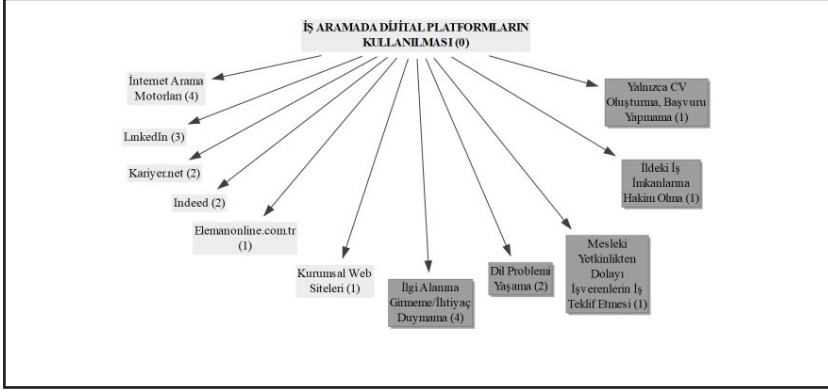 İŞ ARAMADA DİJİTAL PLATFORMLARIN
KULLANILMASI (0)
İnternet Arama
Motorları (4)
LınkedIn (3)
Kariyer.net (2)
Indeed (2)
Elemanonline.com.tr
(1)
Kurumsal Web
Siteleri (1)
İlgi Alanına
Girmeme/İhtiyaç
Duymama (4)
Dil Problemi
Yaşama (2)
Mesleki
Yetkinlikten
Dolayı
İşverenlerin İş
Teklif Etmesi (1)
İldeki İş
İmkanlarına
Hakim Olma (1)
Yalnızca CV
Oluşturma, Başvuru
Yapmama (1)